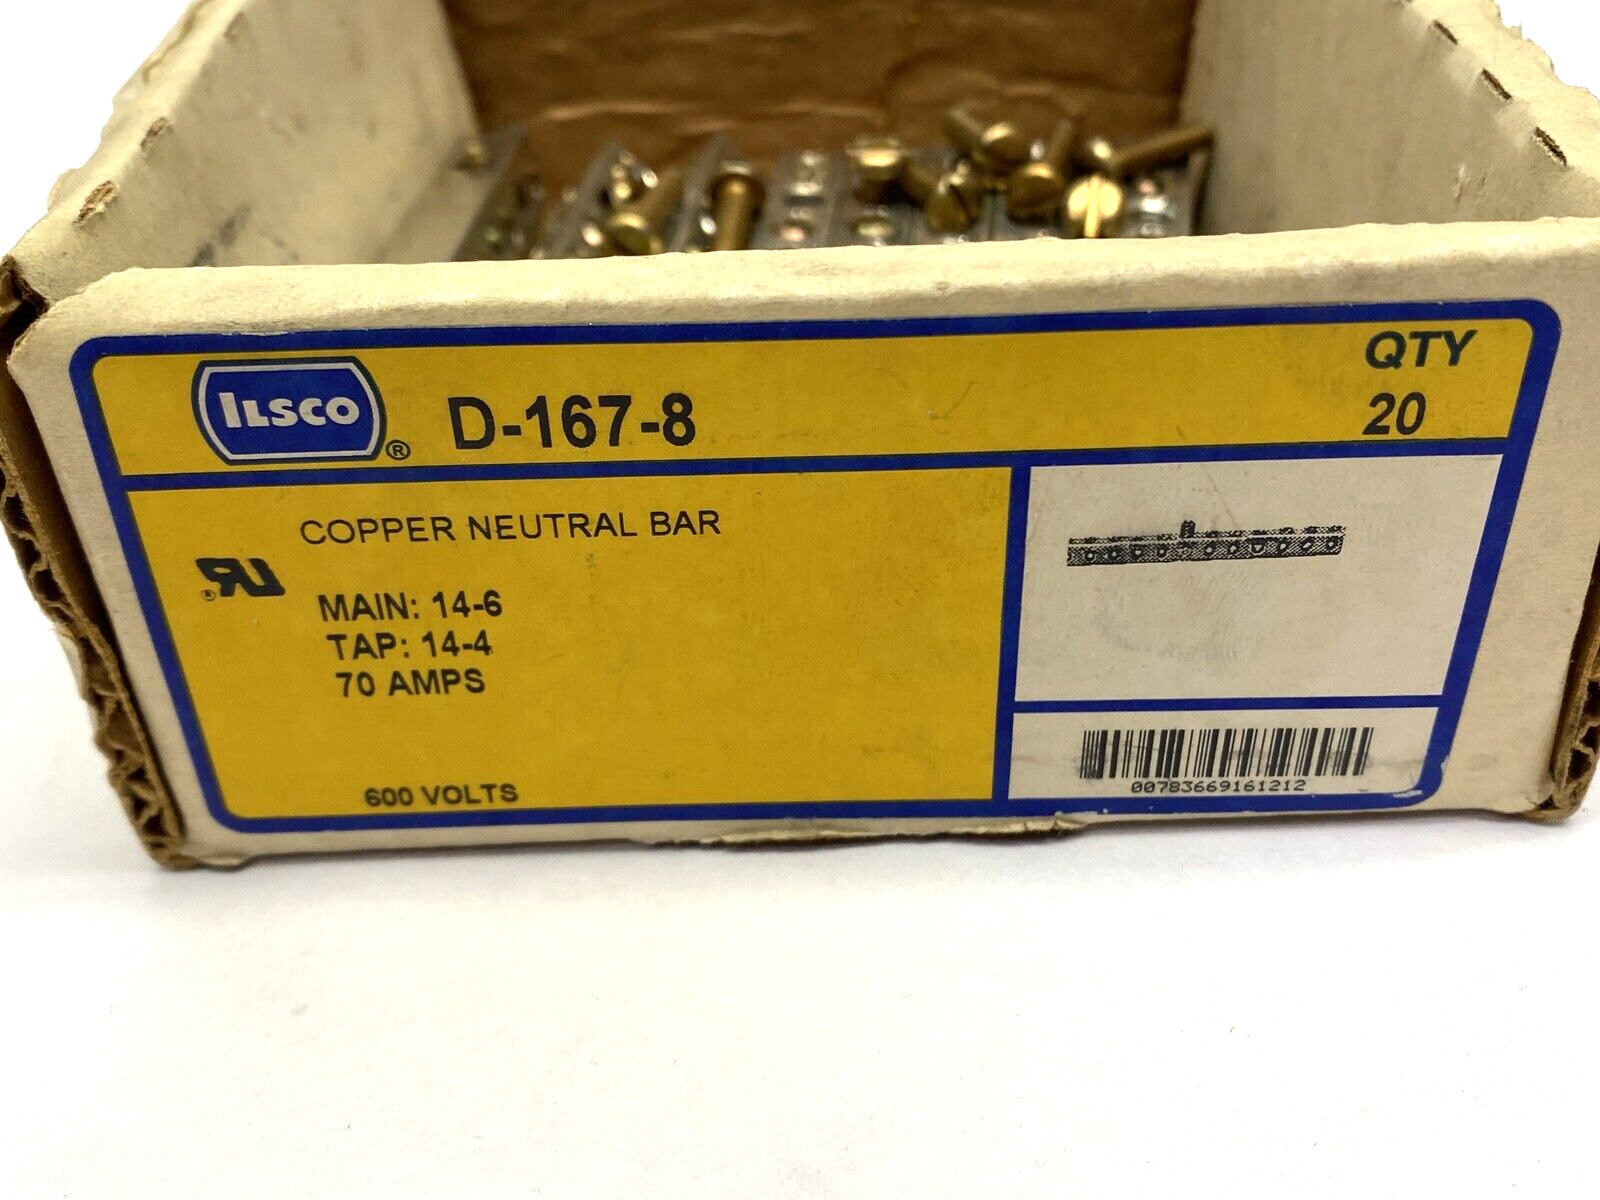 ILSCO® D-167-8
QTY
20
COPPER NEUTRAL BAR
RU®
MAIN: 14-6
TAP: 14-4
70 AMPS
600 VOLTS
00783669161212